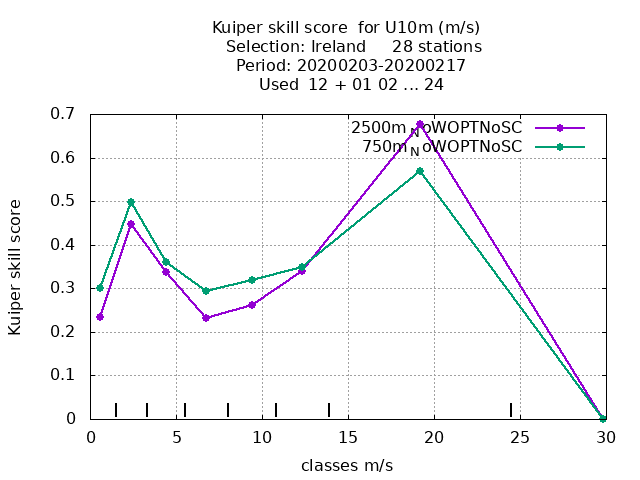 Kuiper skill score  for U10m (m/s)
Selection: Ireland     28 stations
Period: 20200203-20200217
Used  12 + 01 02 ... 24
2500m_NoWOPTNoSC
750m_NoWOPTNoSC
0.7
0.6
0.5
0.4
0.3
0.2
0.1
0
Kuiper skill score
0 5 10 15 20 25 30
classes m/s